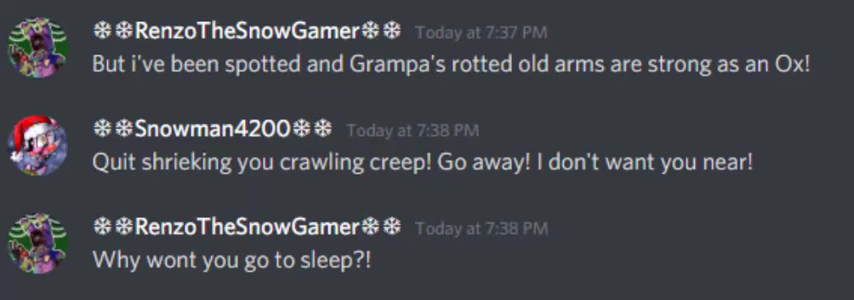 ❄❄RenzoTheSnowGamer❄❄ Today at 7:37 PM
But i've been spotted and Grampa's rotted old arms are strong as an Ox!
❄❄Snowman4200❄❄ Today at 7:38 PM
Quit shrieking you crawling creep! Go away! I don't want you near!
❄❄RenzoTheSnowGamer❄❄ Today at 7:38 PM
Why wont you go to sleep?!